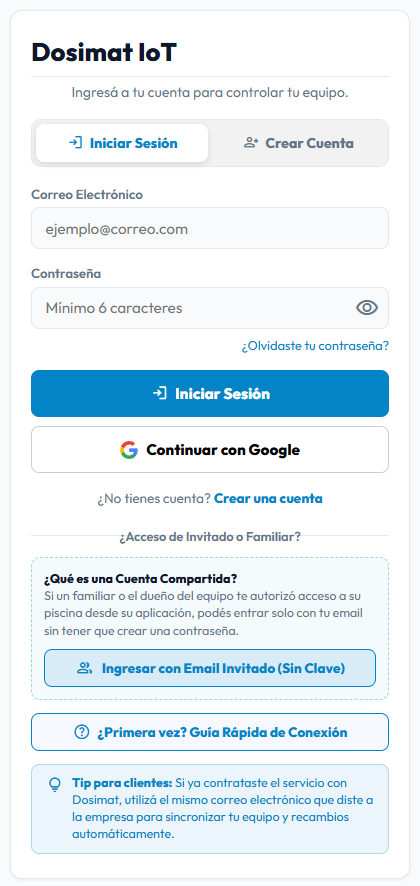 Dosimat IoT
Ingresá a tu cuenta para controlar tu equipo.
Iniciar Sesión
Crear Cuenta
Correo Electrónico
ejemplo@correo.com
Contraseña
Mínimo 6 caracteres
¿Olvidaste tu contraseña?
Iniciar Sesión
Continuar con Google
¿No tienes cuenta? Crear una cuenta
¿Acceso de Invitado o Familiar?
¿Qué es una Cuenta Compartida?
Si un familiar o el dueño del equipo te autorizó acceso a su
piscina desde su aplicación, podés entrar solo con tu email
sin tener que crear una contraseña.
Ingresar con Email Invitado (Sin Clave)
¿Primera vez? Guía Rápida de Conexión
Tip para clientes: Si ya contrataste el servicio con
Dosimat, utilizá el mismo correo electrónico que diste a
la empresa para sincronizar tu equipo y recambios
automáticamente.